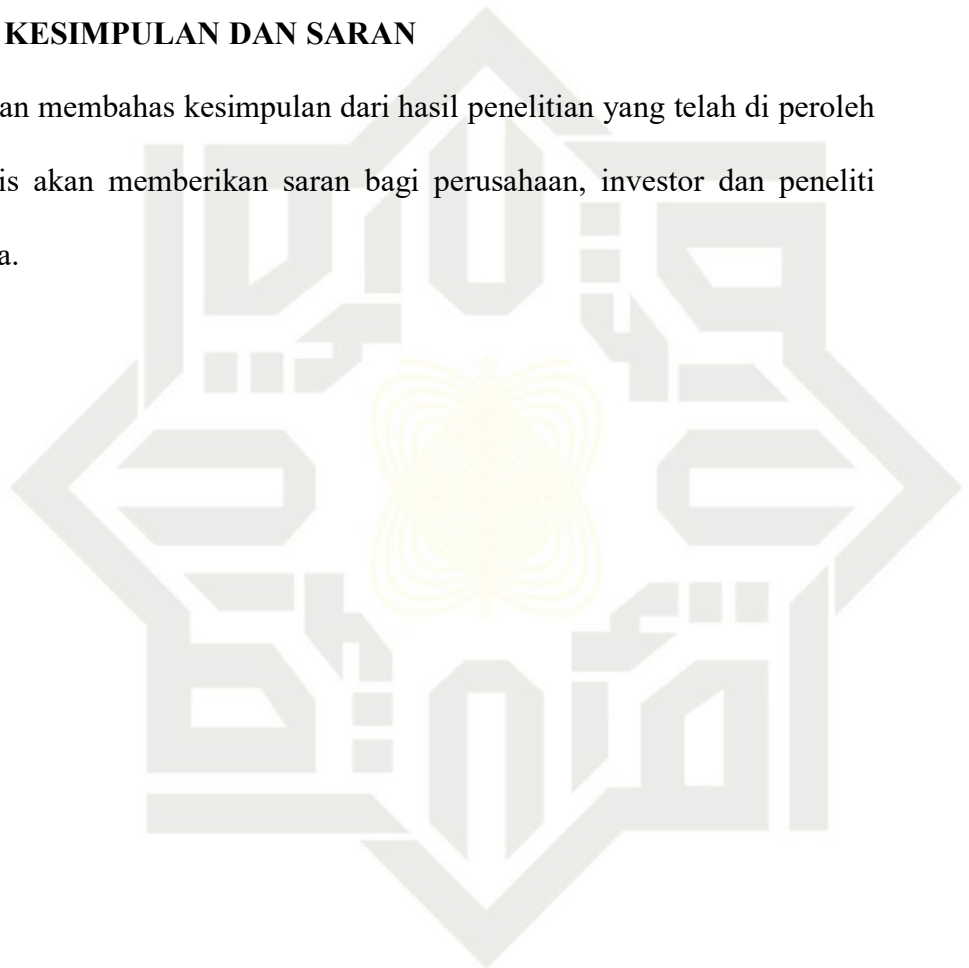 KESIMPULAN DAN SARAN
an membahas kesimpulan dari hasil penelitian yang telah di peroleh
is akan memberikan saran bagi perusahaan, investor dan peneliti
a.